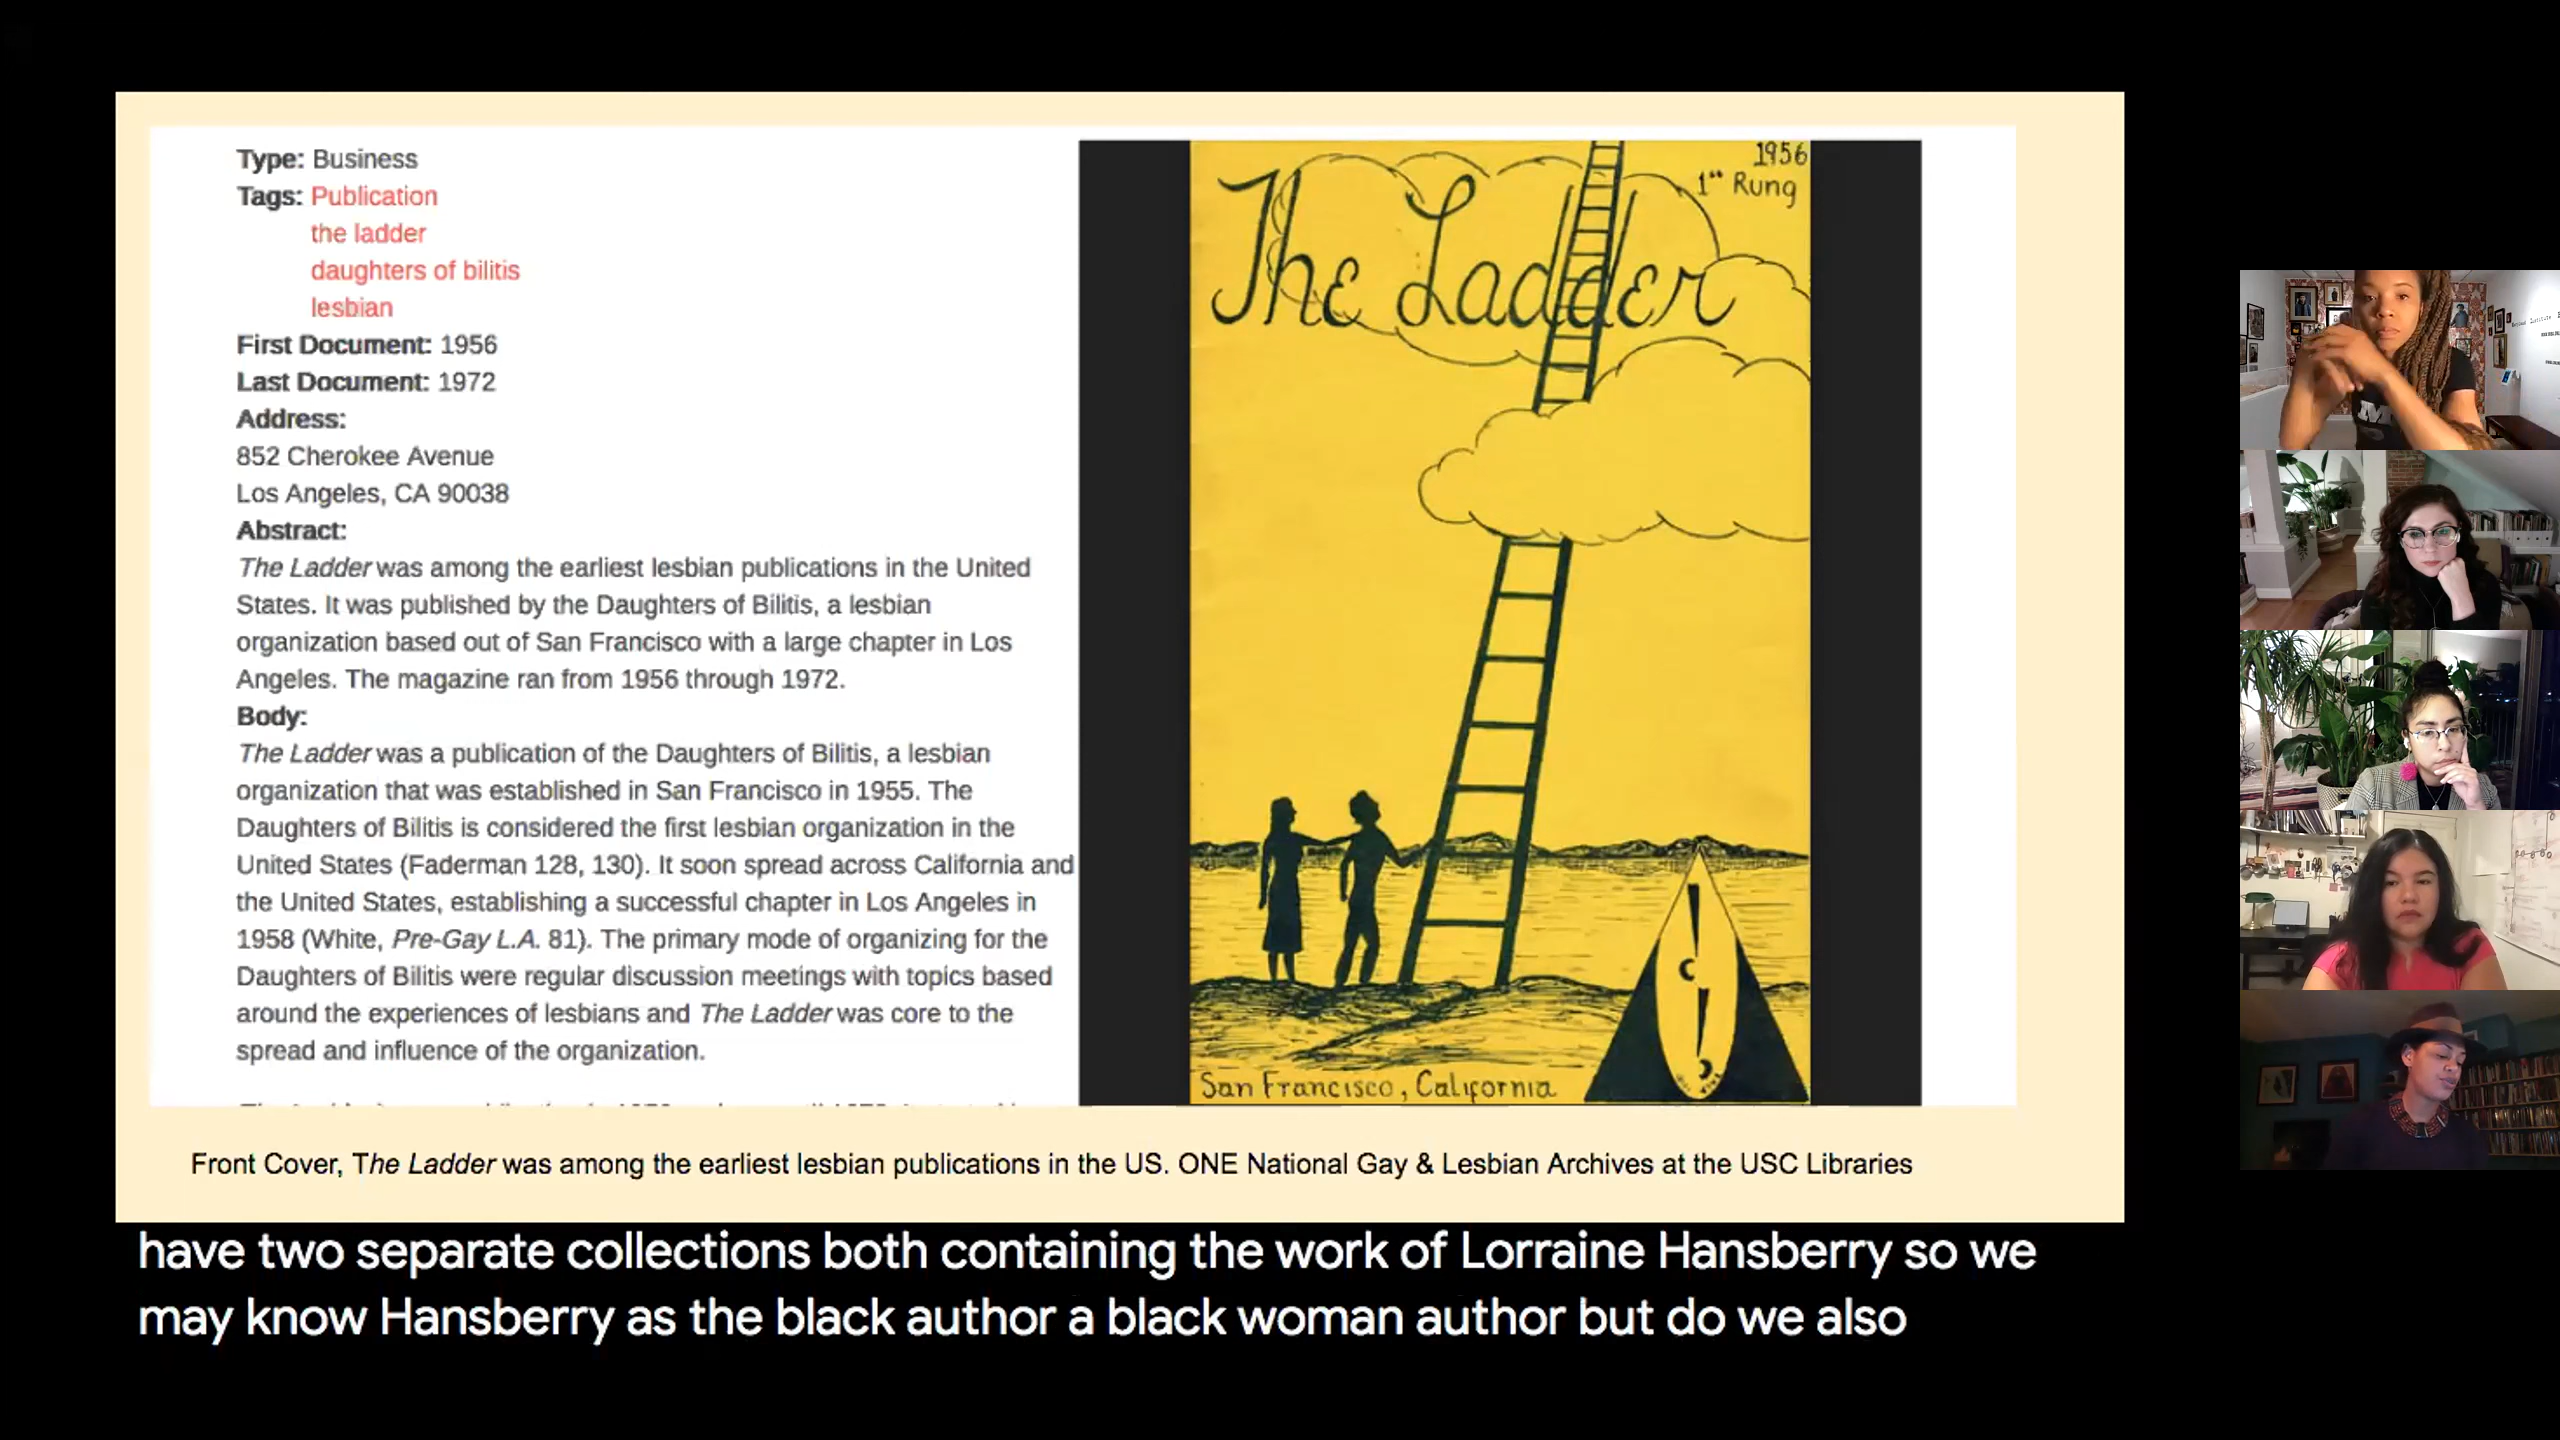 Type: Business
Tags: Publication
the ladder
daughters of bilitis
lesbian
First Document: 1956
Last Document: 1972
Address:
852 Cherokee Avenue
Los Angeles, CA 90038
Abstract:
The Ladder was among the earliest lesbian publications in the United
States. It was published by the Daughters of Bilitis, a lesbian
organization based out of San Francisco with a large chapter in Los
Angeles. The magazine ran from 1956 through 1972.
Body:
The Ladder was a publication of the Daughters of Bilitis, a lesbian
organization that was established in San Francisco in 1955. The
Daughters of Bilitis is considered the first lesbian organization in the
United States (Faderman 128, 130). It soon spread across California and
the United States, establishing a successful chapter in Los Angeles in
1958 (White, Pre-Gay L.A. 81). The primary mode of organizing for the
Daughters of Bilitis were regular discussion meetings with topics based
around the experiences of lesbians and The Ladder was core to the
spread and influence of the organization.
1956
1st Rung
The Ladder
San Francisco, California
Front Cover, The Ladder was among the earliest lesbian publications in the US. ONE National Gay & Lesbian Archives at the USC Libraries
have two separate collections both containing the work of Lorraine Hansberry so we
may know Hansberry as the black author a black woman author but do we also